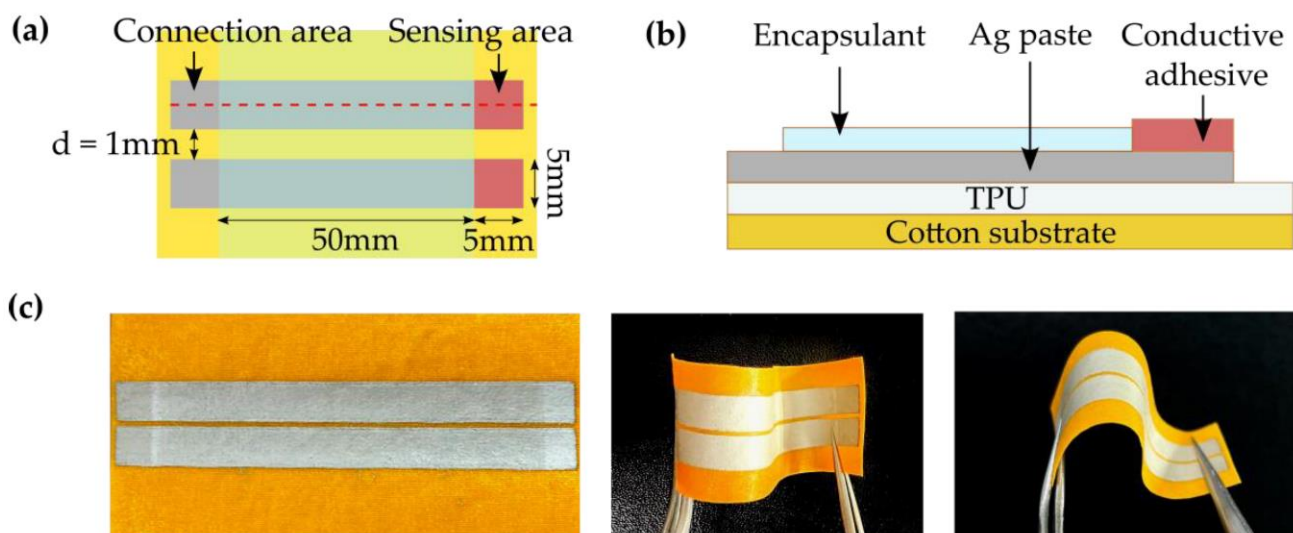 (a)
Connection area
Sensing area
d = 1mm
5mm
50mm
5mm
(b)
Encapsulant
Ag paste
Conductive
adhesive
TPU
Cotton substrate
(c)